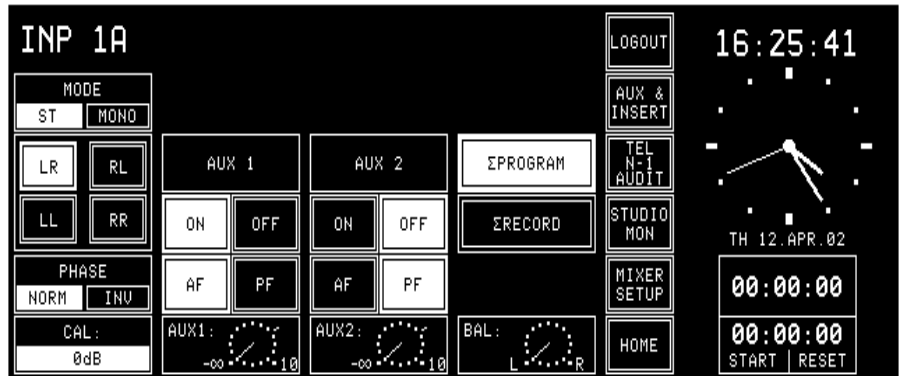 INP 1A
MODE
ST MONO
LR RL
LL RR
PHASE
NORM INV
CAL:
0dB
AUX 1
ON OFF
AF PF
AUX1:
-∞ 10
AUX 2
ON OFF
AF PF
AUX2:
-∞ 10
ΣPROGRAM
ΣRECORD
BAL:
L R
LOGOUT
AUX &
INSERT
TEL
N-1
AUDIT
STUDIO
MON
MIXER
SETUP
HOME
16:25:41
TH 12.APR.02
00:00:00
00:00:00
START RESET